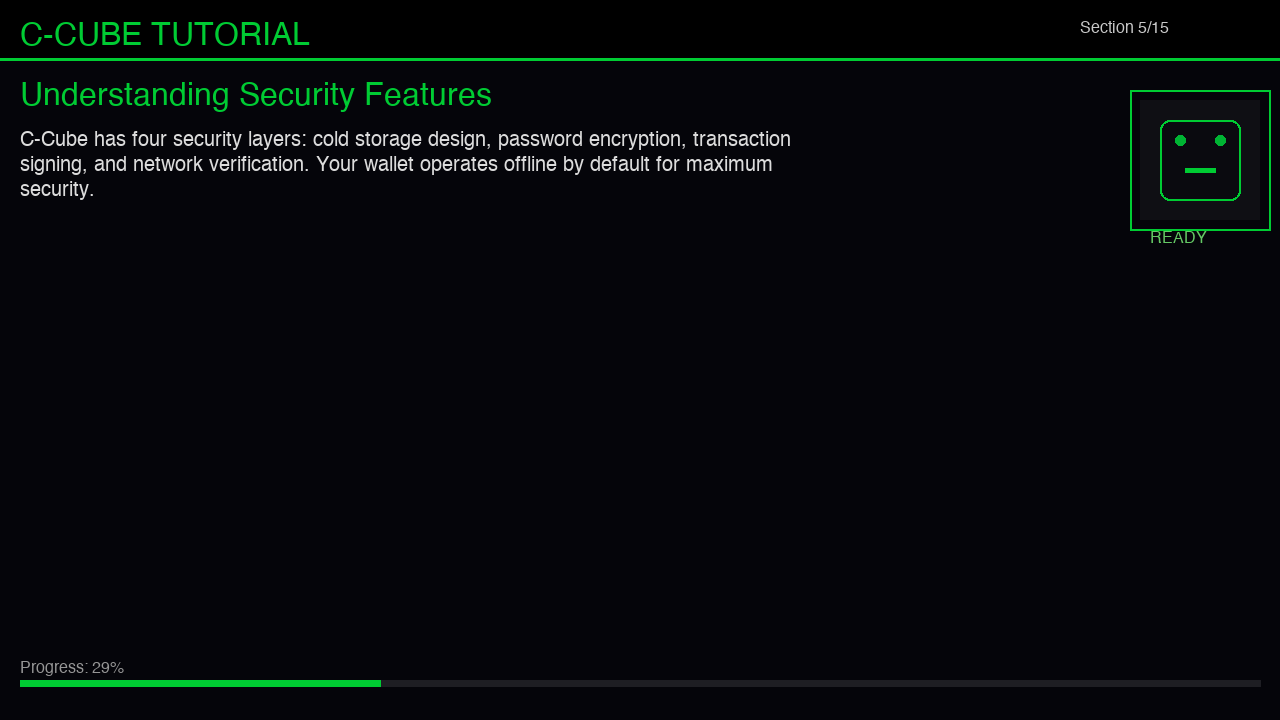 C-CUBE TUTORIAL
Section 5/15
Understanding Security Features
C-Cube has four security layers: cold storage design, password encryption, transaction
signing, and network verification. Your wallet operates offline by default for maximum
security.
READY
Progress: 29%